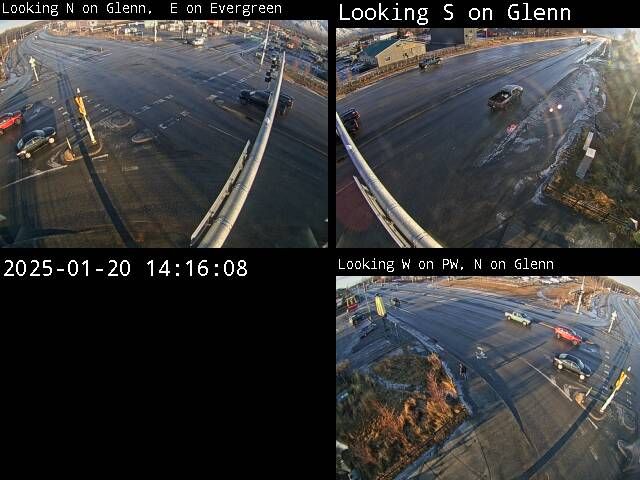 Looking N on Glenn,  E on Evergreen
Looking S on Glenn
2025-01-20 14:16:08
Looking W on PW, N on Glenn